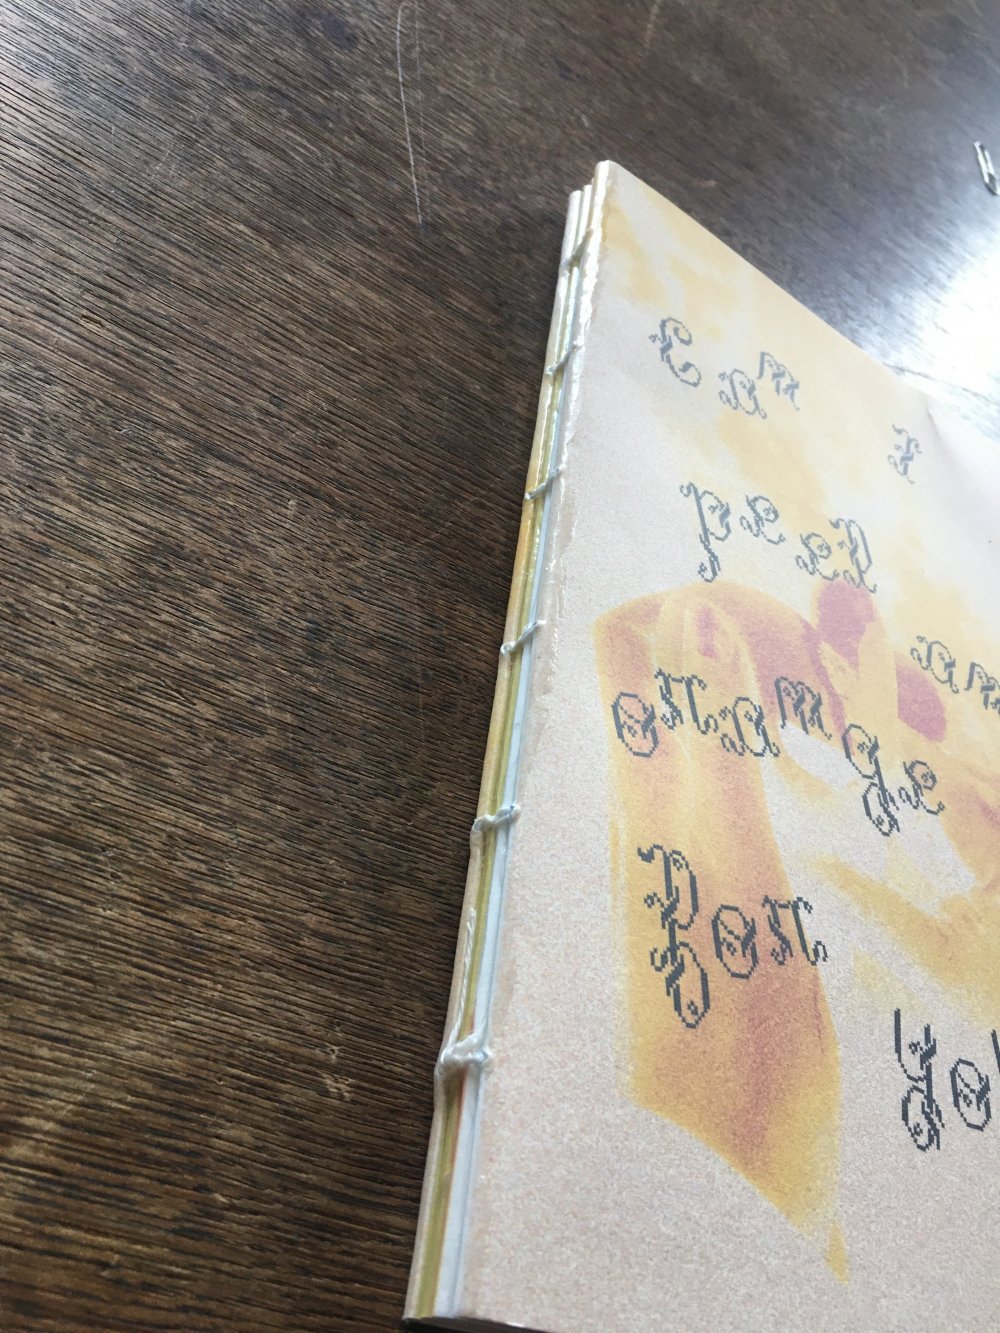 Can I
peel
an
orange
For